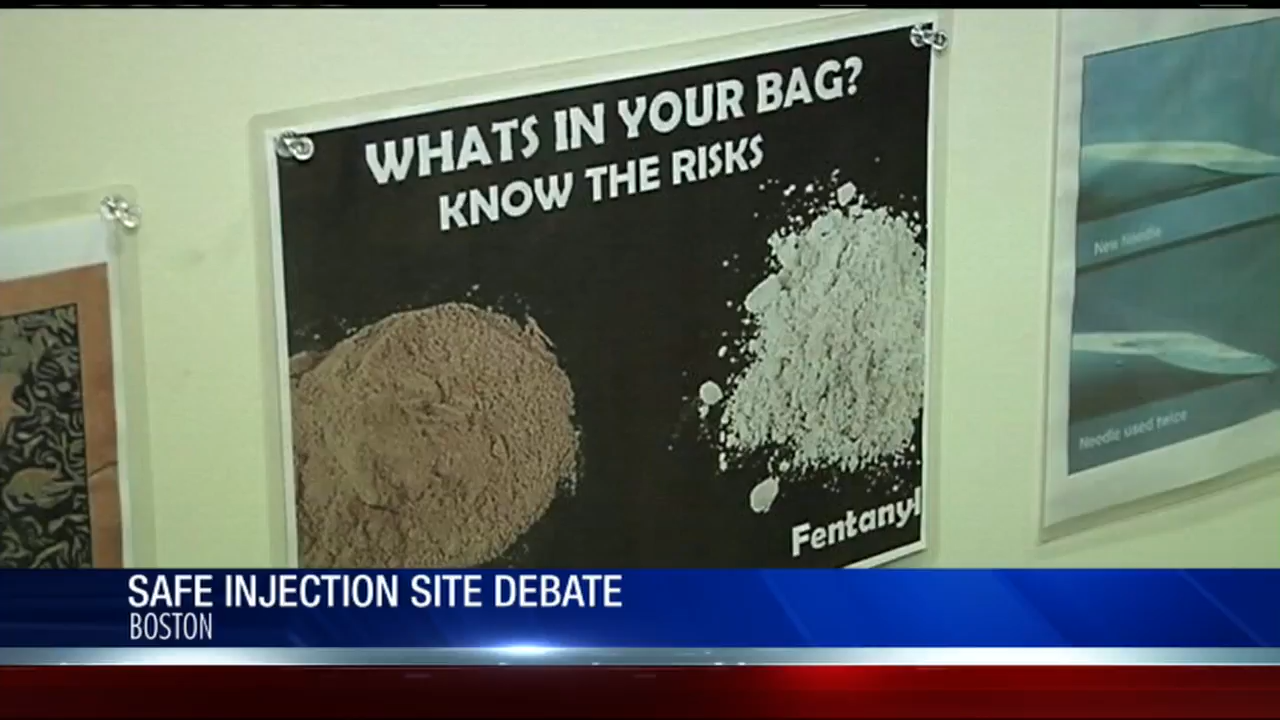 WHATS IN YOUR BAG?
KNOW THE RISKS
Fentanyl
New Needle
Needle used twice
SAFE INJECTION SITE DEBATE
BOSTON